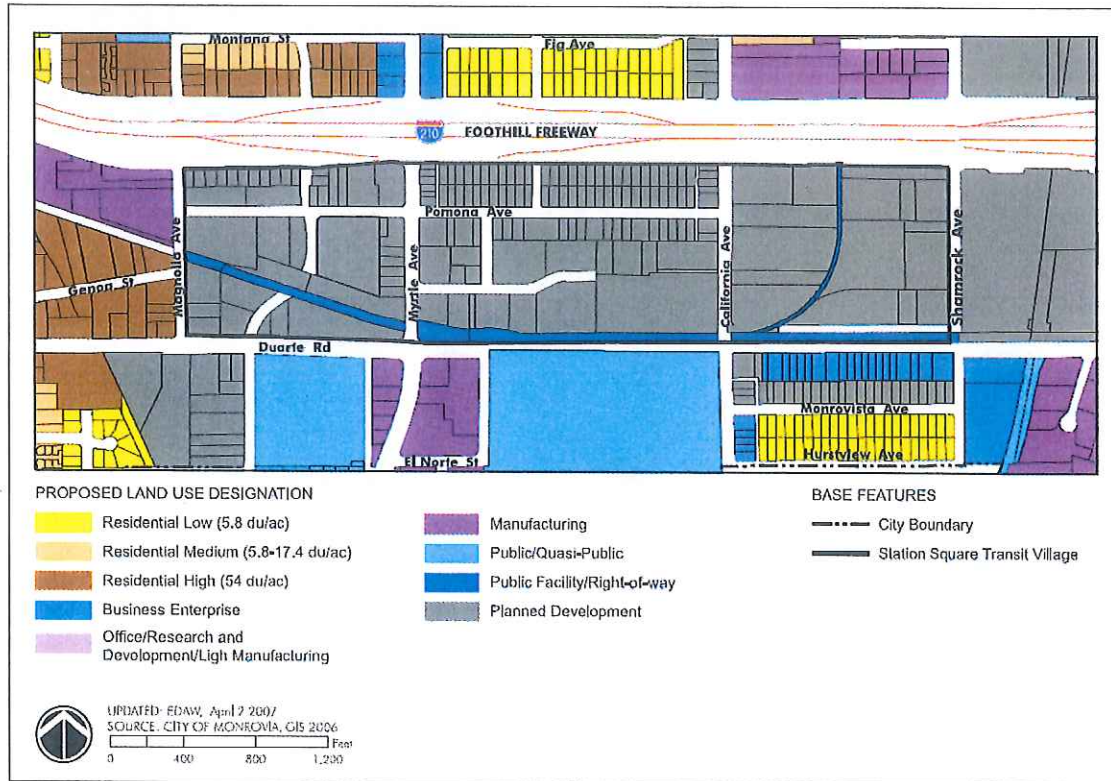 Montana St
Fig Ave
210 FOOTHILL FREEWAY
Pomona Ave
Magnolia Ave
Myrtle Ave
California Ave
Shamrock Ave
Genoa St
Duarte Rd
Monrovista Ave
El Norte St
Hurstview Ave
PROPOSED LAND USE DESIGNATION
Residential Low (5.8 du/ac)
Residential Medium (5.8-17.4 du/ac)
Residential High (54 du/ac)
Business Enterprise
Office/Research and
Development/Ligh Manufacturing
Manufacturing
Public/Quasi-Public
Public Facility/Right-of-way
Planned Development
BASE FEATURES
City Boundary
Station Square Transit Village
UPDATED: EDAW, April 2 2007
SOURCE: CITY OF MONROVIA, GIS 2006
Feet
0 400 800 1,200